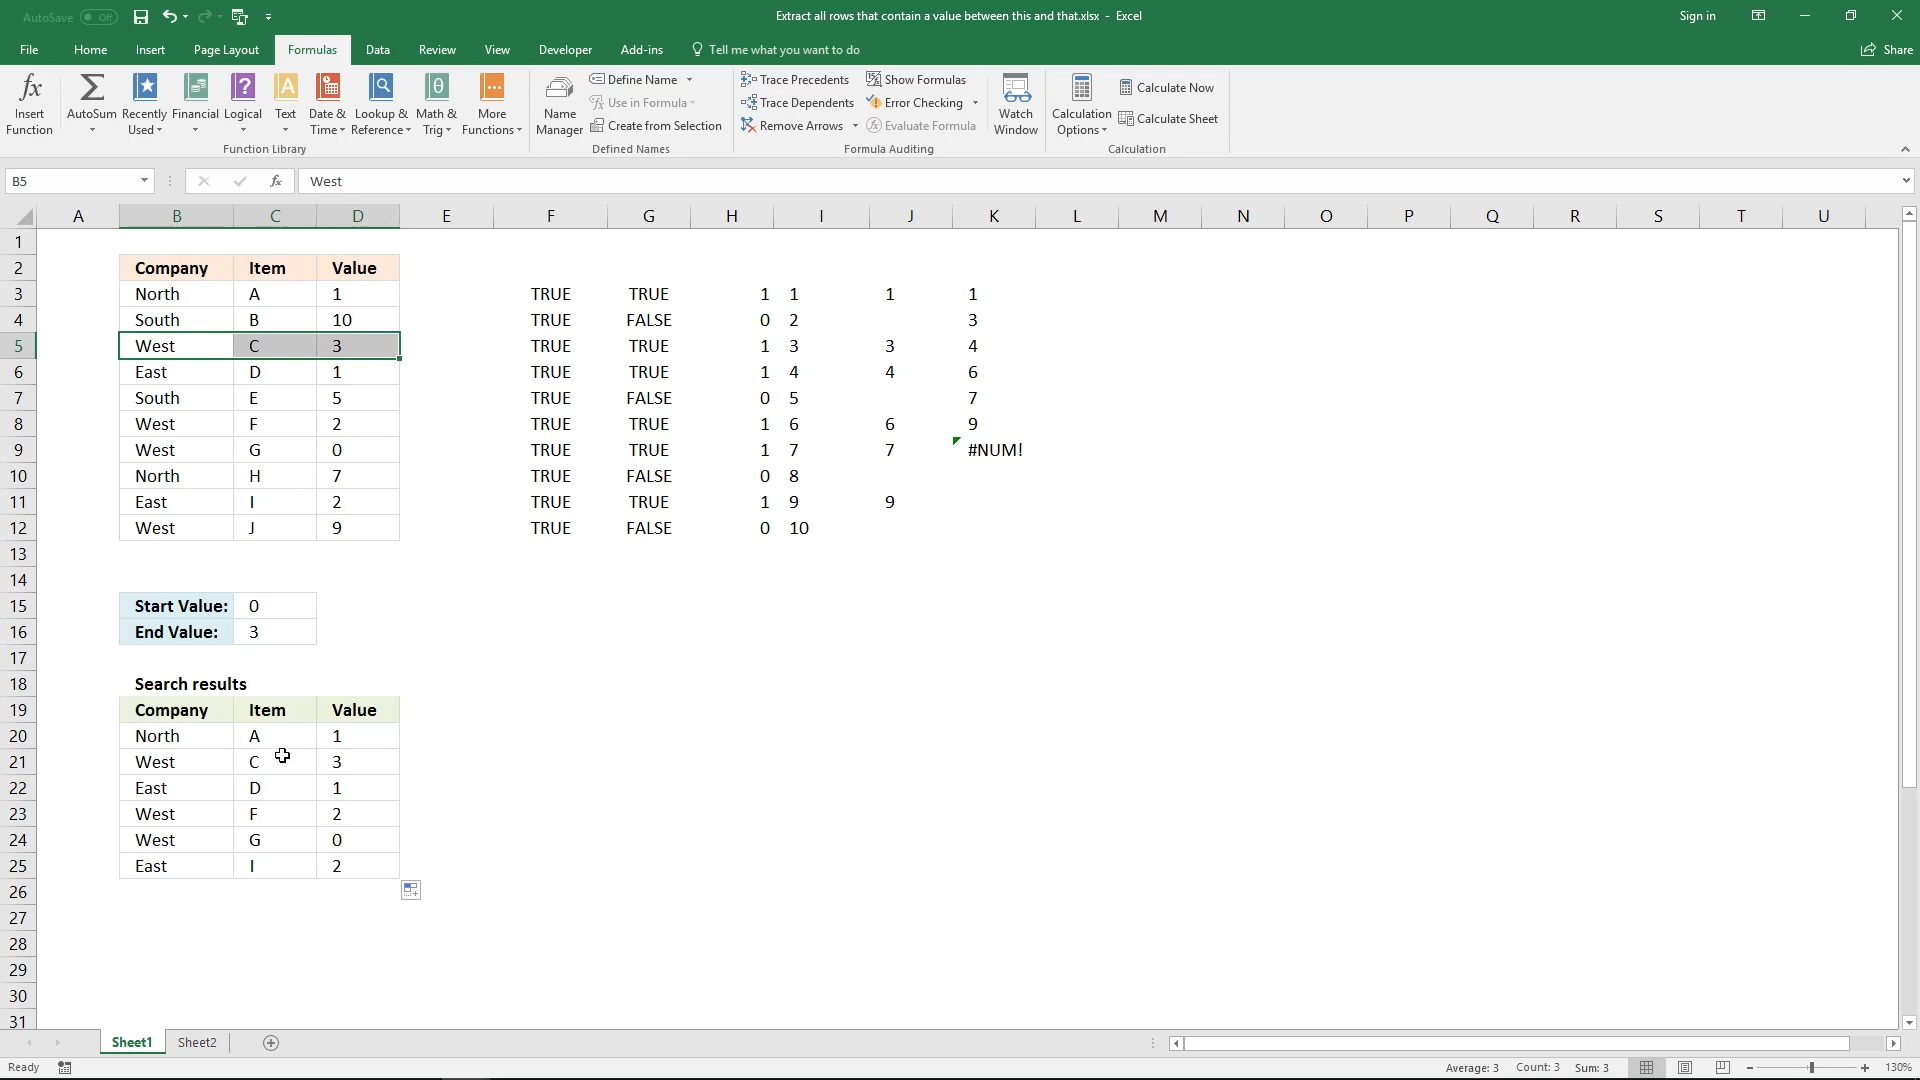 AutoSave Off Extract all rows that contain a value between this and that.xlsx - Excel Sign in
File Home Insert Page Layout Formulas Data Review View Developer Add-ins Tell me what you want to do Share
Insert Function
AutoSum
Recently Used
Financial
Logical
Text
Date & Time
Lookup & Reference
Math & Trig
More Functions
Function Library
Name Manager
Define Name
Use in Formula
Create from Selection
Defined Names
Trace Precedents
Trace Dependents
Remove Arrows
Show Formulas
Error Checking
Evaluate Formula
Formula Auditing
Watch Window
Calculation Options
Calculate Now
Calculate Sheet
Calculation
B5 fx West
A B C D E F G H I J K L M N O P Q R S T U
1
2 Company Item Value
3 North A 1 TRUE TRUE 1 1 1 1
4 South B 10 TRUE FALSE 0 2 3
5 West C 3 TRUE TRUE 1 3 3 4
6 East D 1 TRUE TRUE 1 4 4 6
7 South E 5 TRUE FALSE 0 5 7
8 West F 2 TRUE TRUE 1 6 6 9
9 West G 0 TRUE TRUE 1 7 7 #NUM!
10 North H 7 TRUE FALSE 0 8
11 East I 2 TRUE TRUE 1 9 9
12 West J 9 TRUE FALSE 0 10
13
14
15 Start Value: 0
16 End Value: 3
17
18 Search results
19 Company Item Value
20 North A 1
21 West C 3
22 East D 1
23 West F 2
24 West G 0
25 East I 2
26
27
28
29
30
31
Sheet1 Sheet2
Ready Average: 3 Count: 3 Sum: 3 130%